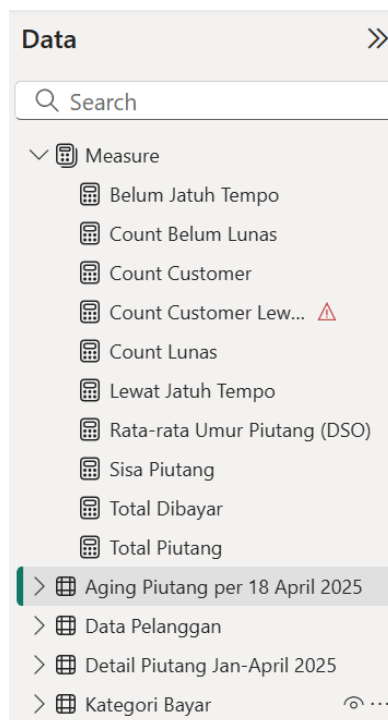 Data
Search
Measure
Belum Jatuh Tempo
Count Belum Lunas
Count Customer
Count Customer Lew...
Count Lunas
Lewat Jatuh Tempo
Rata-rata Umur Piutang (DSO)
Sisa Piutang
Total Dibayar
Total Piutang
Aging Piutang per 18 April 2025
Data Pelanggan
Detail Piutang Jan-April 2025
Kategori Bayar